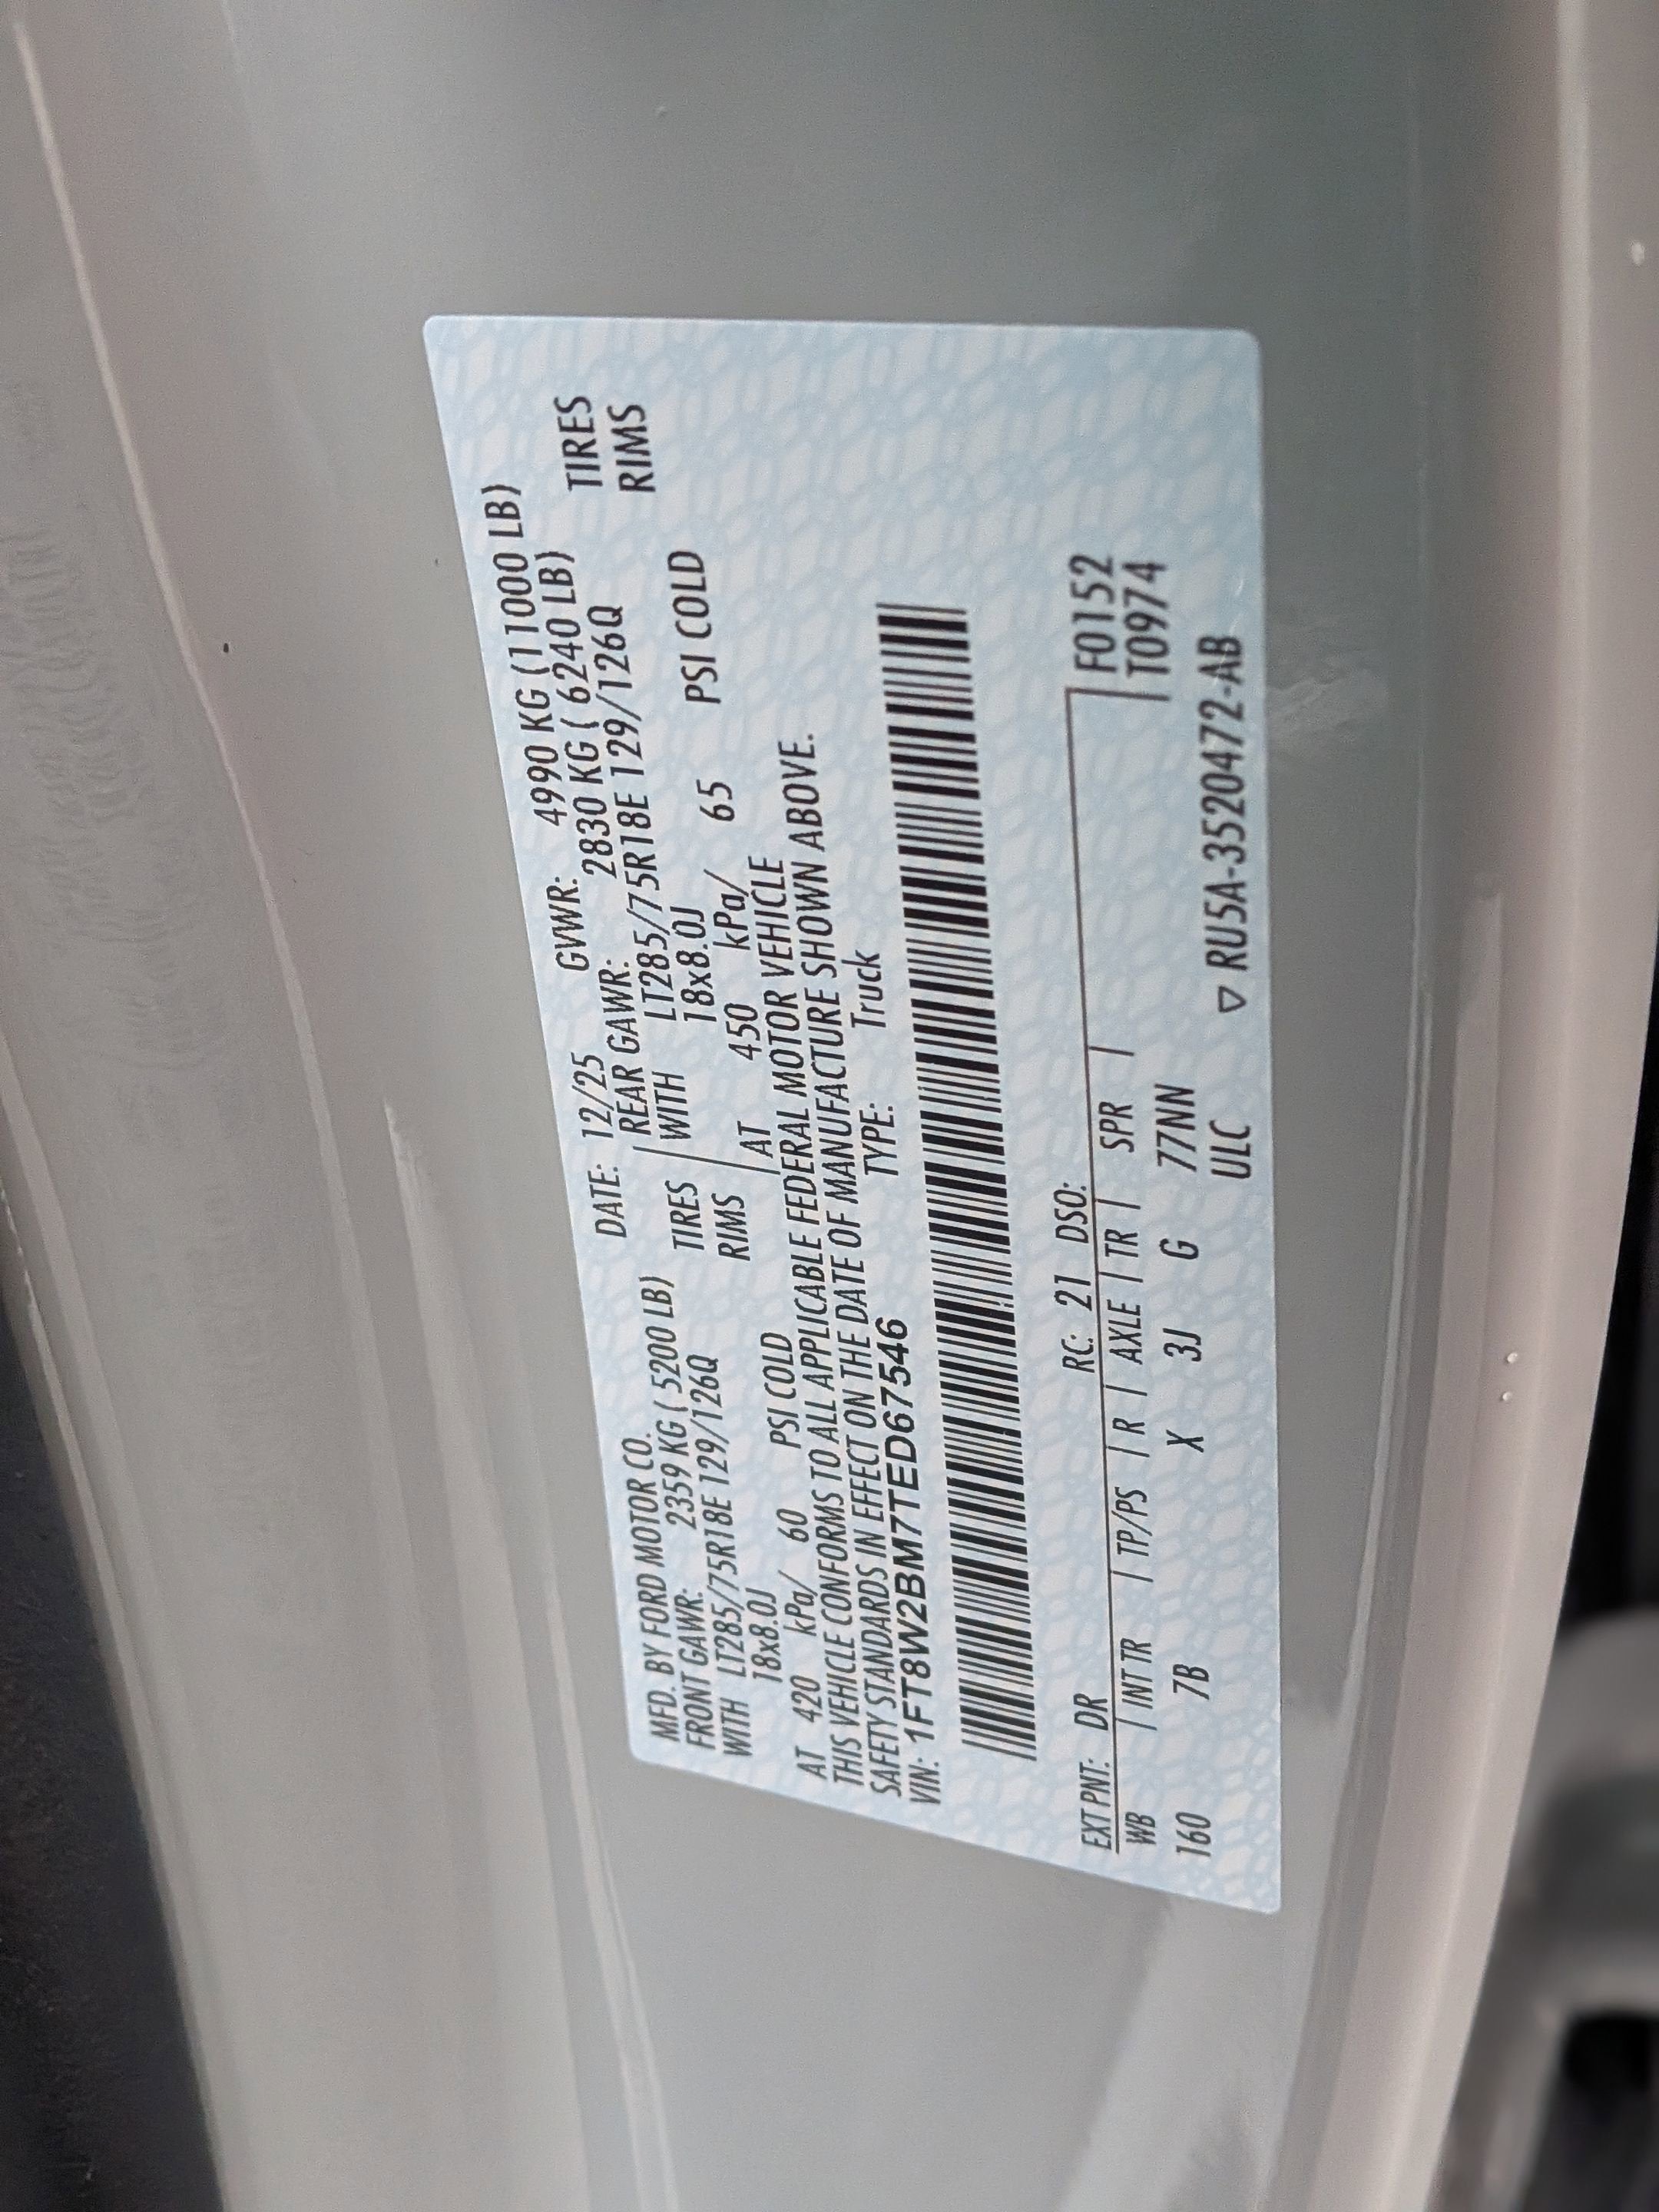 MFD. BY FORD MOTOR CO. DATE: 12/25 GVWR: 4990 KG (11000 LB)
FRONT GAWR: 2359 KG ( 5200 LB) REAR GAWR: 2830 KG ( 6240 LB)
WITH LT285/75R18E 129/126Q TIRES WITH LT285/75R18E 129/126Q TIRES
18x8.0J RIMS 18x8.0J RIMS
AT 420 kPa/ 60 PSI COLD AT 450 kPa/ 65 PSI COLD
THIS VEHICLE CONFORMS TO ALL APPLICABLE FEDERAL MOTOR VEHICLE
SAFETY STANDARDS IN EFFECT ON THE DATE OF MANUFACTURE SHOWN ABOVE.
VIN: 1FT8W2BM7TED67546 TYPE: Truck
EXT PNT: DR RC: 21 DSO: F0152
WB | INT TR | TP/PS | R | AXLE | TR | SPR | T0974
160 7B X 3J G 77NN
ULC ▽ RU5A-3520472-AB